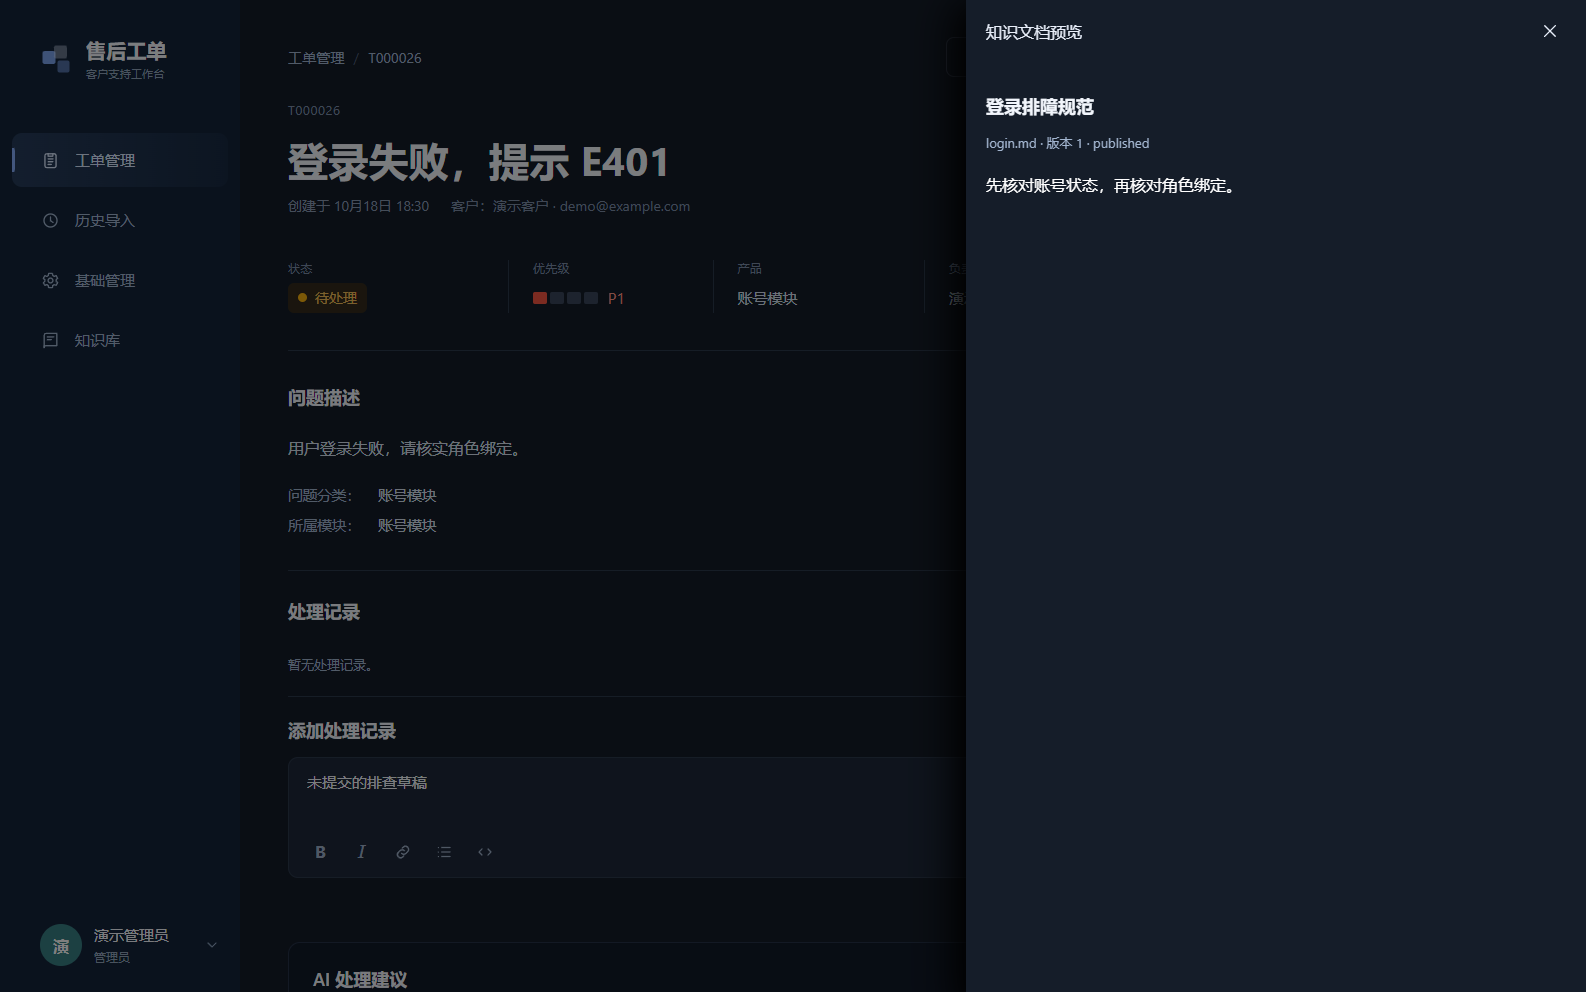 售后工单
客户支持工作台
工单管理
历史导入
基础管理
知识库
演
演示管理员
管理员
工单管理 / T000026
T000026
登录失败，提示 E401
创建于 10月18日 18:30 客户：演示客户 · demo@example.com
状态
待处理
优先级
P1
产品
账号模块
演
问题描述
用户登录失败，请核实角色绑定。
问题分类： 账号模块
所属模块： 账号模块
处理记录
暂无处理记录。
添加处理记录
未提交的排查草稿
B I
AI 处理建议
知识文档预览
登录排障规范
login.md · 版本 1 · published
先核对账号状态，再核对角色绑定。